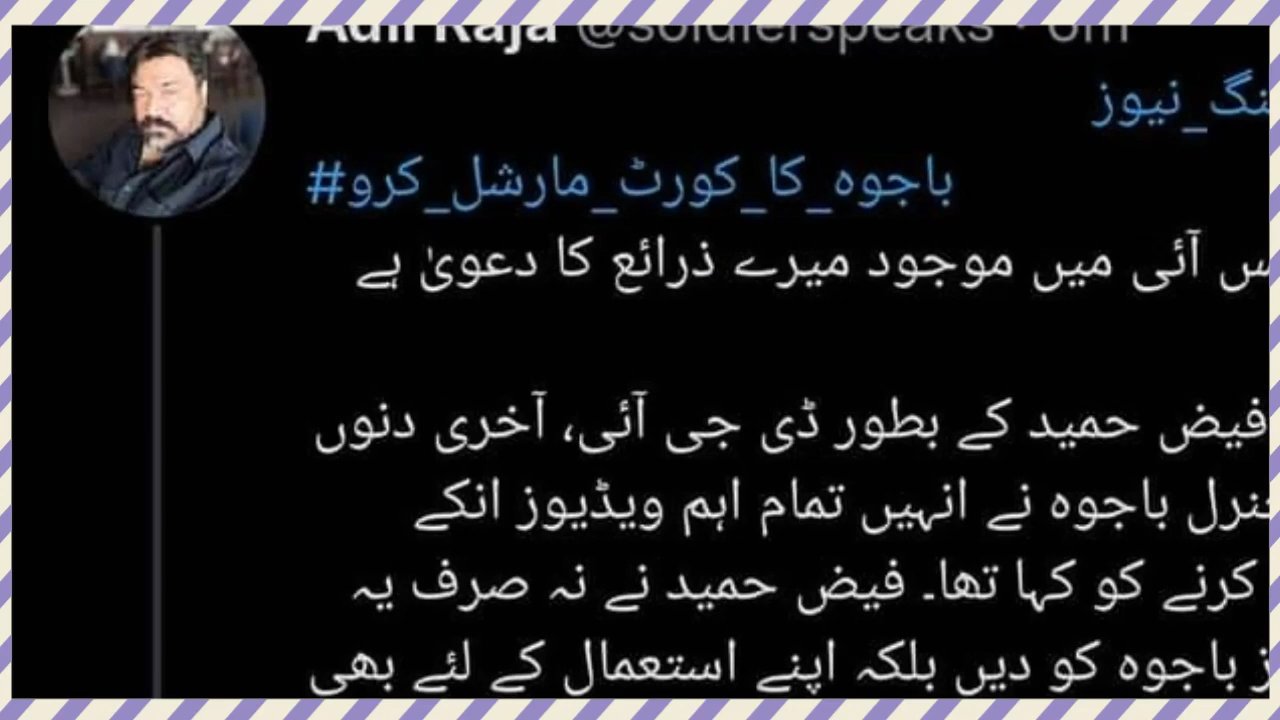 Adil Raja @soldierspeaks
نیوز
#باجوہ_کا_کورٹ_مارشل_کرو
آئی میں موجود میرے ذرائع کا دعویٰ ہے
فیض حمید کے بطور ڈی جی آئی، آخری دنوں
باجوہ نے انہیں تمام اہم ویڈیوز انکے
کرنے کو کہا تھا۔ فیض حمید نے نہ صرف یہ
باجوہ کو دیں بلکہ اپنے استعمال کے لئے بھی